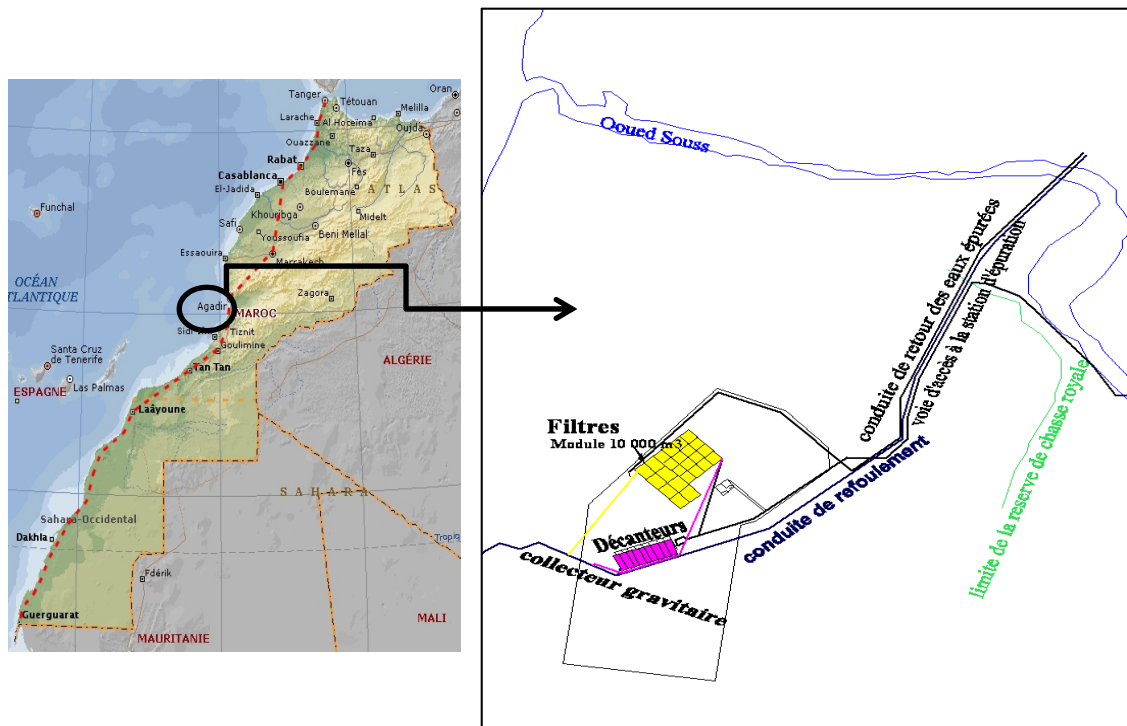 Tanger
Tétouan
Oran
Larache
Melilla
Al Hoceima
Oujda
Ouazzane
Taza
Rabat
Fès
Casablanca
Boulemane
ATLAS
El-Jadida
Khouribga
Midelt
Safi
Beni Mellal
Youssoufia
Funchal
Essaouira
Marrakech
OCÉAN
ATLANTIQUE
Zagora
Agadir
MAROC
Tiznit
Goulimine
Santa Cruz
de Tenerife
Tan Tan
ALGÉRIE
Las Palmas
ESPAGNE
Laâyoune
SAHARA
Sahara-Occidental
Dakhla
Tropiq
Fdérik
Guerguarat
MALI
MAURITANIE
Ooued Souss
conduite de retour des eaux épurées
voie d'accès à la station d'épuration
limite de la reserve de chasse royale
Filtres
Module 10 000 m3
conduite de refoulement
Décanteurs
collecteur gravitaire